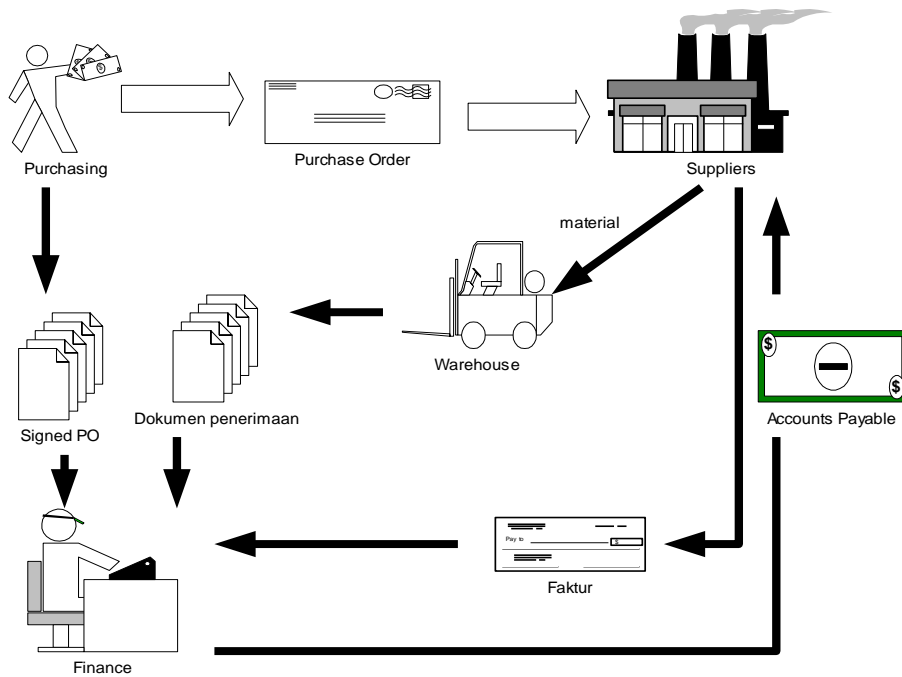 Purchasing
Purchase Order
Suppliers
material
Warehouse
Signed PO
Dokumen penerimaan
$
$
Accounts Payable
Pay to
$
Faktur
Finance